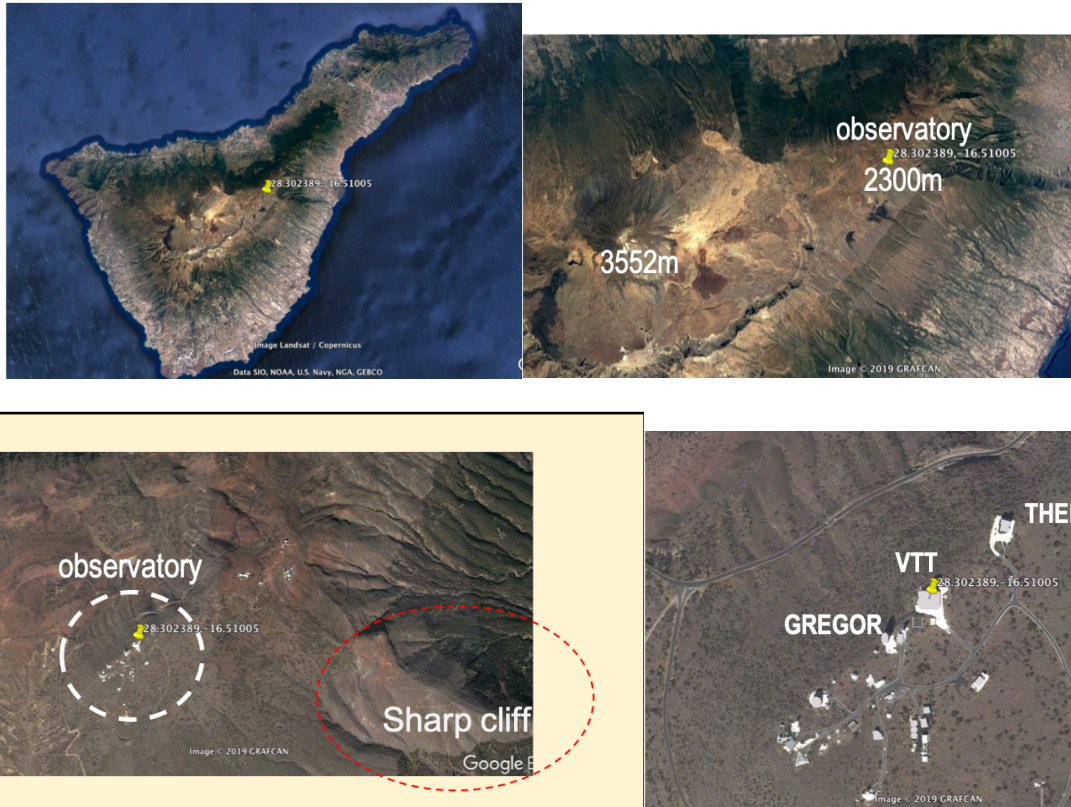 28.302389,-16.51005
Image Landsat / Copernicus
Data SIO, NOAA, U.S. Navy, NGA, GEBCO
observatory
28.302389,-16.51005
2300m
3552m
Image © 2019 GRAFCAN
observatory
28.302389,-16.51005
Sharp cliff
Image © 2019 GRAFCAN
Google E
THE
VTT
28.302389,-16.51005
GREGOR
Image © 2019 GRAFCAN